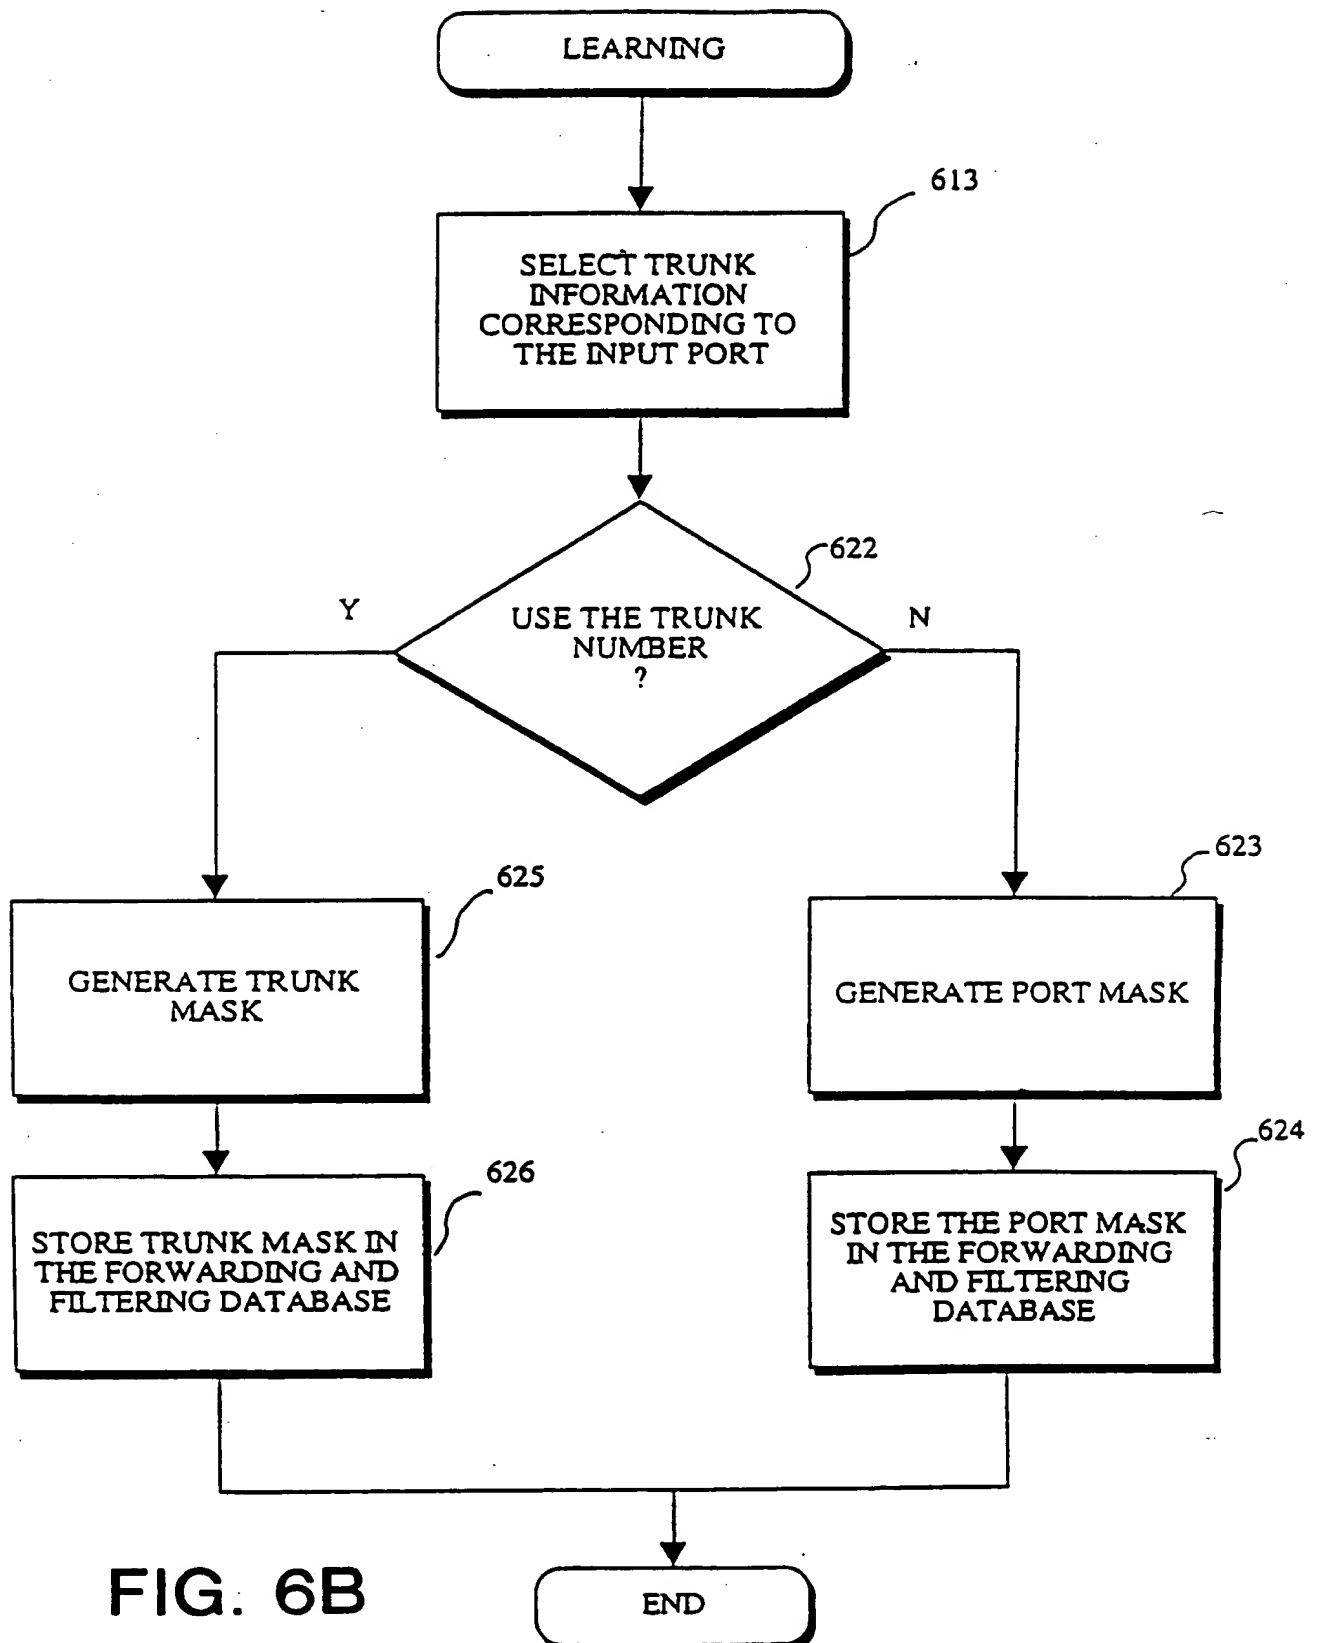 LEARNING
613
SELECT TRUNK
INFORMATION
CORRESPONDING TO
THE INPUT PORT
622
Y
USE THE TRUNK
NUMBER
?
N
625
623
GENERATE TRUNK
MASK
GENERATE PORT MASK
626
624
STORE TRUNK MASK IN
THE FORWARDING AND
FILTERING DATABASE
STORE THE PORT MASK
IN THE FORWARDING
AND FILTERING
DATABASE
FIG. 6B
END